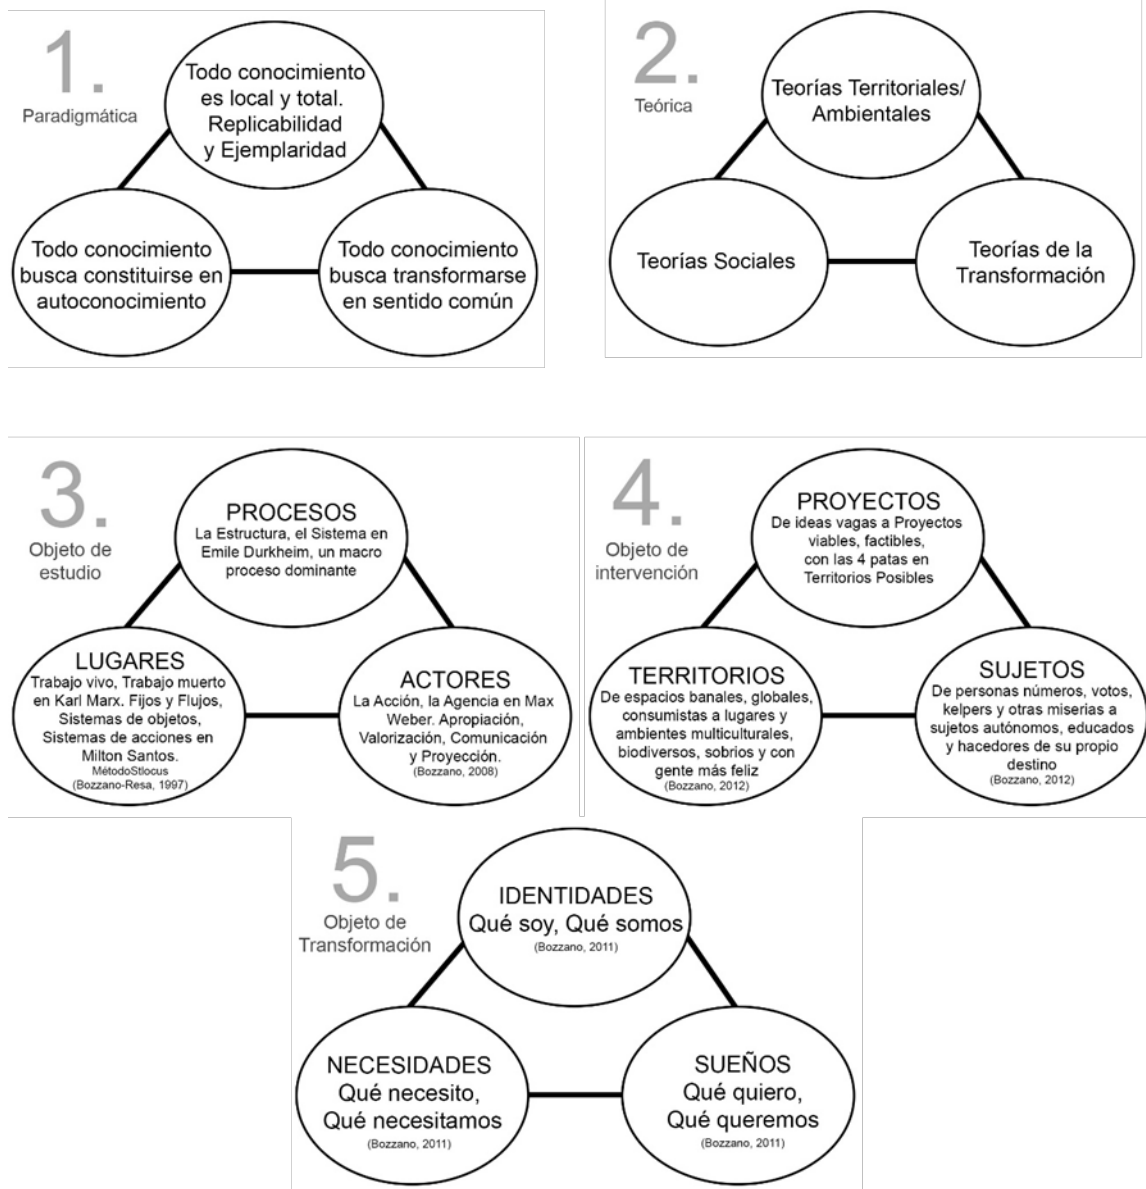 1.
Paradigmática
Todo conocimiento
es local y total.
Replicabilidad
y Ejemplaridad
Todo conocimiento
busca constituirse en
autoconocimiento
Todo conocimiento
busca transformarse
en sentido común
2.
Teórica
Teorías Territoriales/
Ambientales
Teorías Sociales
Teorías de la
Transformación
3.
Objeto de
estudio
PROCESOS
La Estructura, el Sistema en
Emile Durkheim, un macro
proceso dominante
LUGARES
Trabajo vivo, Trabajo muerto
en Karl Marx. Fijos y Flujos,
Sistemas de objetos,
Sistemas de acciones en
Milton Santos.
MétodoStlocus
(Bozzano-Resa, 1997)
ACTORES
La Acción, la Agencia en Max
Weber. Apropiación,
Valorización, Comunicación
y Proyección.
(Bozzano, 2008)
4.
Objeto de
intervención
PROYECTOS
De ideas vagas a Proyectos
viables, factibles,
con las 4 patas en
Territorios Posibles
TERRITORIOS
De espacios banales, globales,
consumistas a lugares y
ambientes multiculturales,
biodiversos, sobrios y con
gente más feliz
(Bozzano, 2012)
SUJETOS
De personas números, votos,
kelpers y otras miserias a
sujetos autónomos, educados
y hacedores de su propio
destino
(Bozzano, 2012)
5.
Objeto de
Transformación
IDENTIDADES
Qué soy, Qué somos
(Bozzano, 2011)
NECESIDADES
Qué necesito,
Qué necesitamos
(Bozzano, 2011)
SUEÑOS
Qué quiero,
Qué queremos
(Bozzano, 2011)